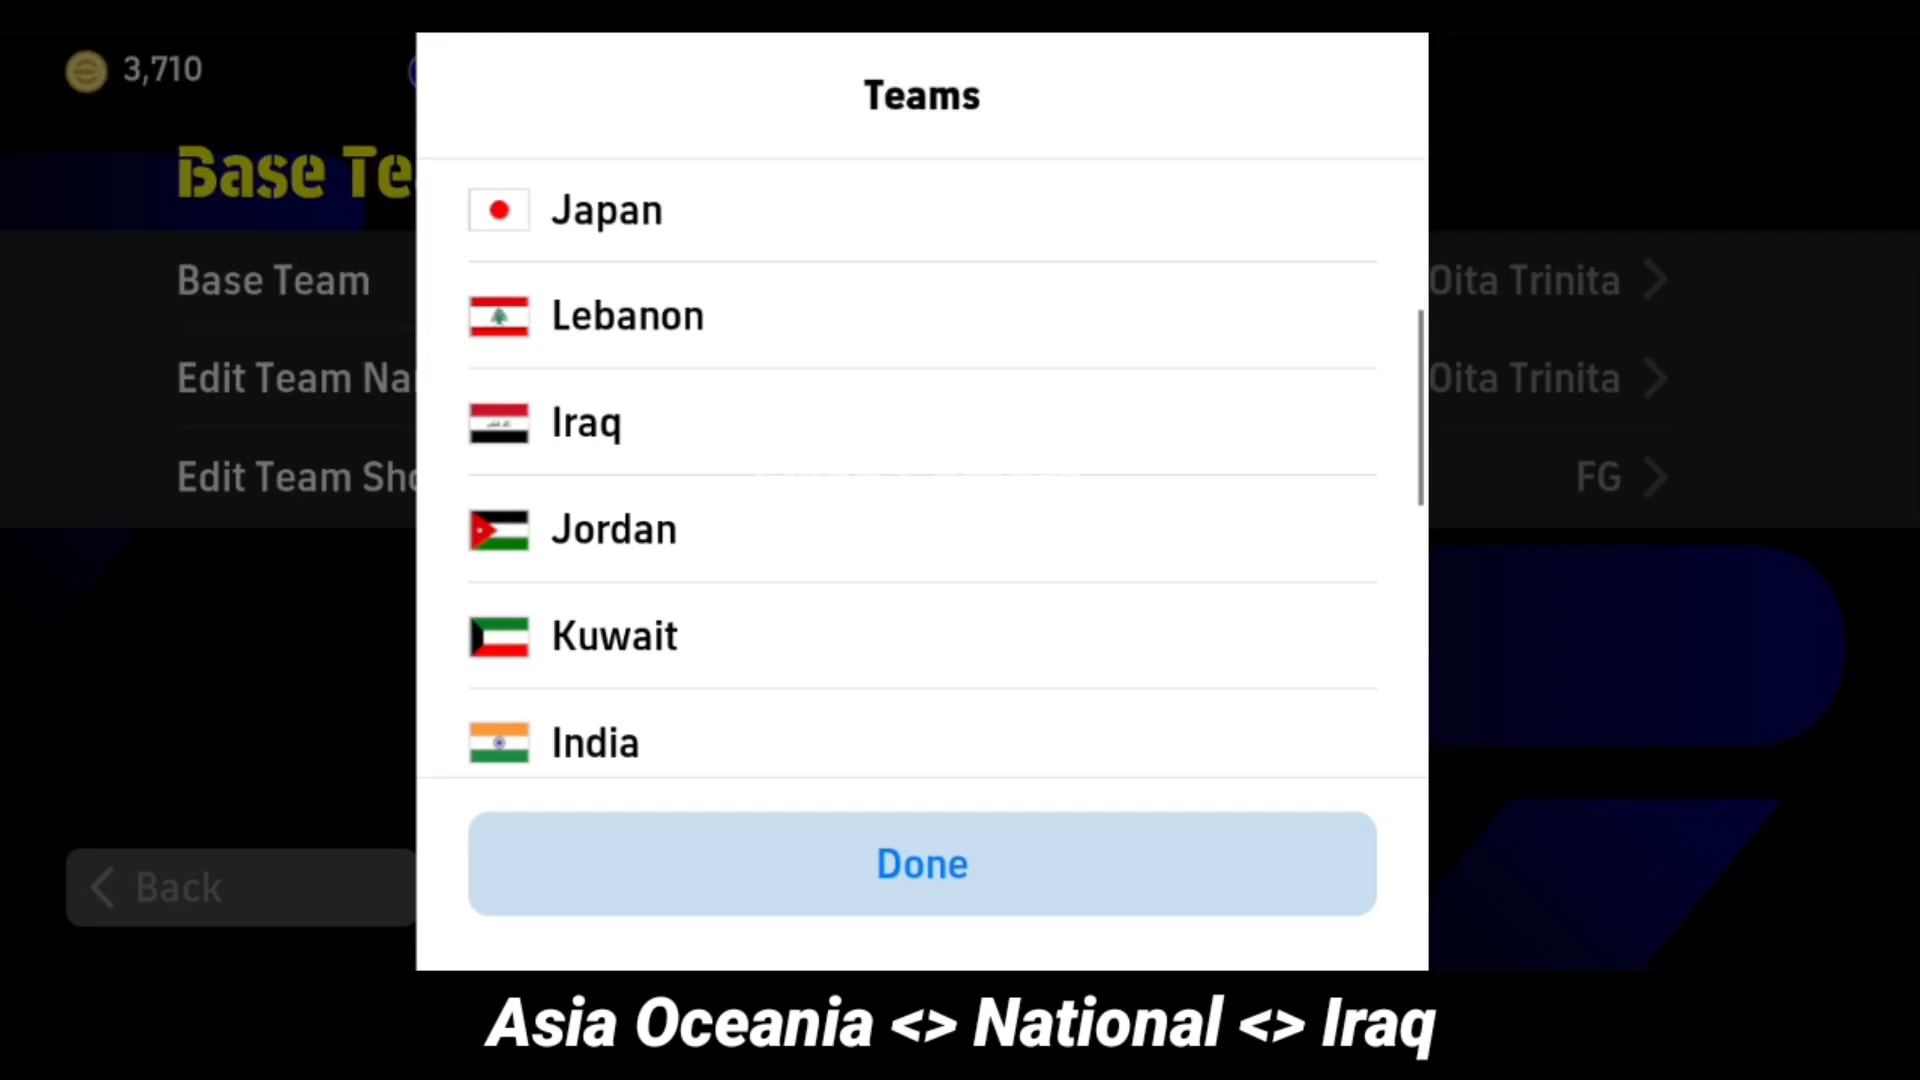 3,710
Teams
Base Te
Japan
Base Team
Oita Trinita
Lebanon
Edit Team Na
Oita Trinita
Iraq
Edit Team Sho
FG
Jordan
Kuwait
India
Done
Back
Asia Oceania <> National <> Iraq